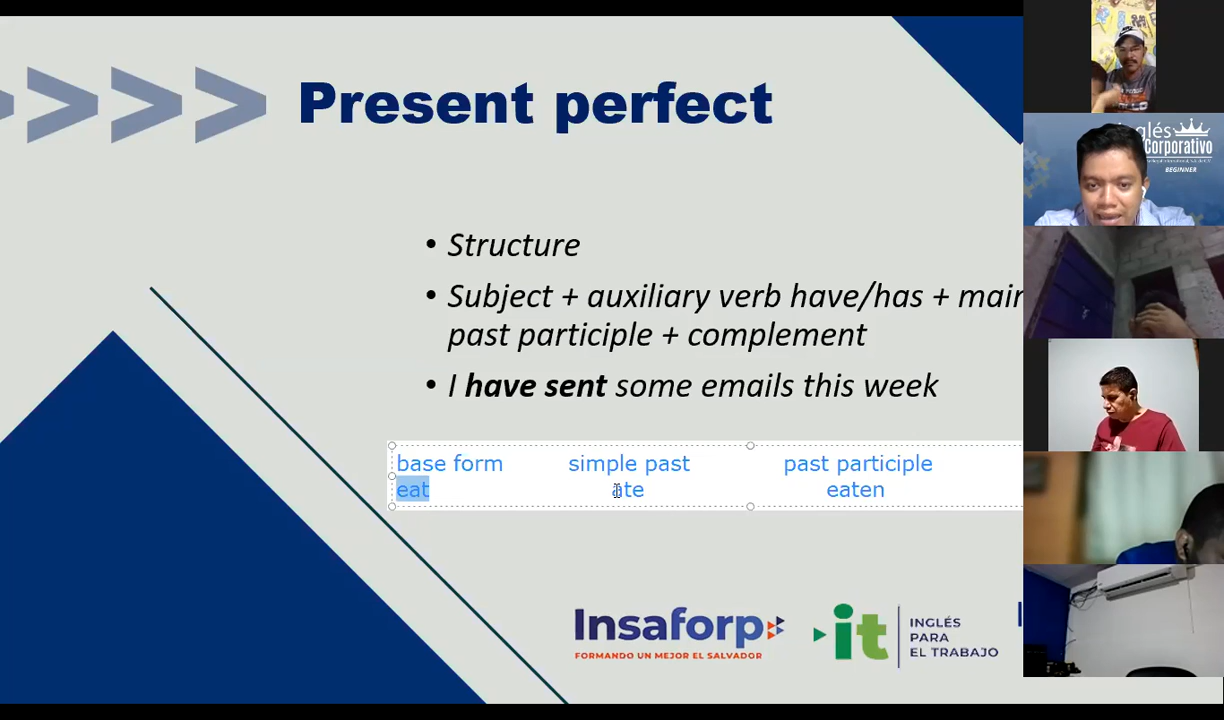 Present perfect
• Structure
• Subject + auxiliary verb have/has + main
past participle + complement
• I have sent some emails this week
base form simple past past participle
eat ate eaten
Insaforp
FORMANDO UN MEJOR EL SALVADOR
it INGLÉS
PARA
EL TRABAJO
Inglés
Corporativo
BEGINNER